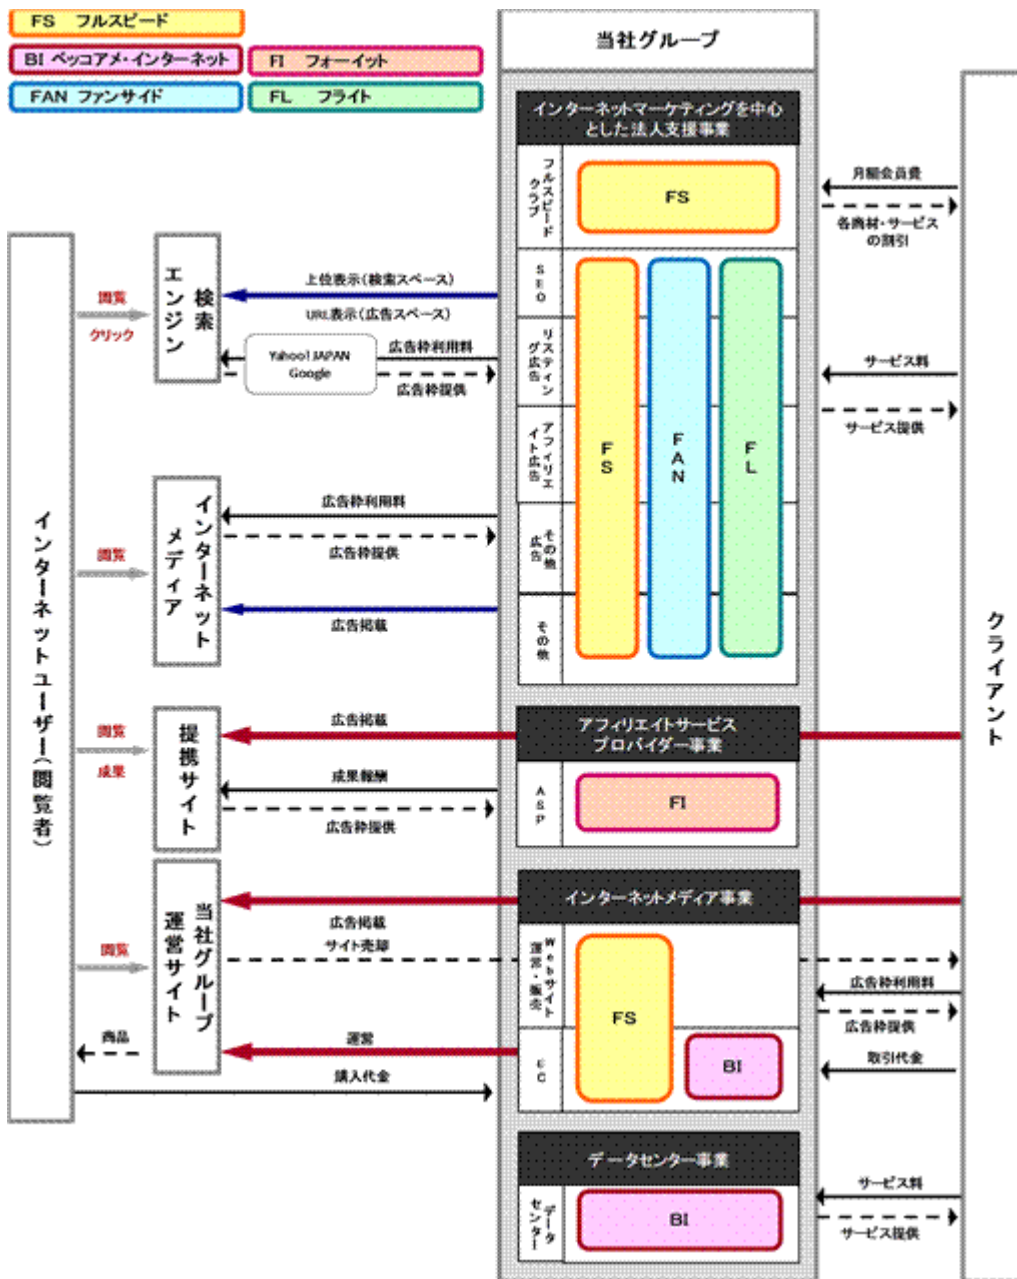 FS フルスピード
BI ベッコアメ・インターネット
FI フォーイット
FAN ファンサイド
FL フライト
当社グループ
インターネットマーケティングを中心
とした法人支援事業
フルスピード
クラブ
FS
月額会員費
各商材・サービス
の割引
SEO
リスティン
グ広告
アフィリエ
イト広告
その他
広告
その他
FS
FAN
FL
サービス料
サービス提供
インターネットユーザー(閲覧者)
クライアント
検索
エンジン
閲覧
クリック
上位表示(検索スペース)
URL表示(広告スペース)
Yahoo! JAPAN
Google
広告枠利用料
広告枠提供
インターネット
メディア
閲覧
広告枠利用料
広告枠提供
広告掲載
提携サイト
閲覧
成果
広告掲載
成果報酬
広告枠提供
アフィリエイトサービス
プロバイダー事業
ASP
FI
当社グループ
運営サイト
閲覧
商品
広告掲載
サイト売却
運営
購入代金
インターネットメディア事業
Webサイト
運営・販売
EC
FS
BI
広告枠利用料
広告枠提供
取引代金
データセンター事業
データ
センター
BI
サービス料
サービス提供